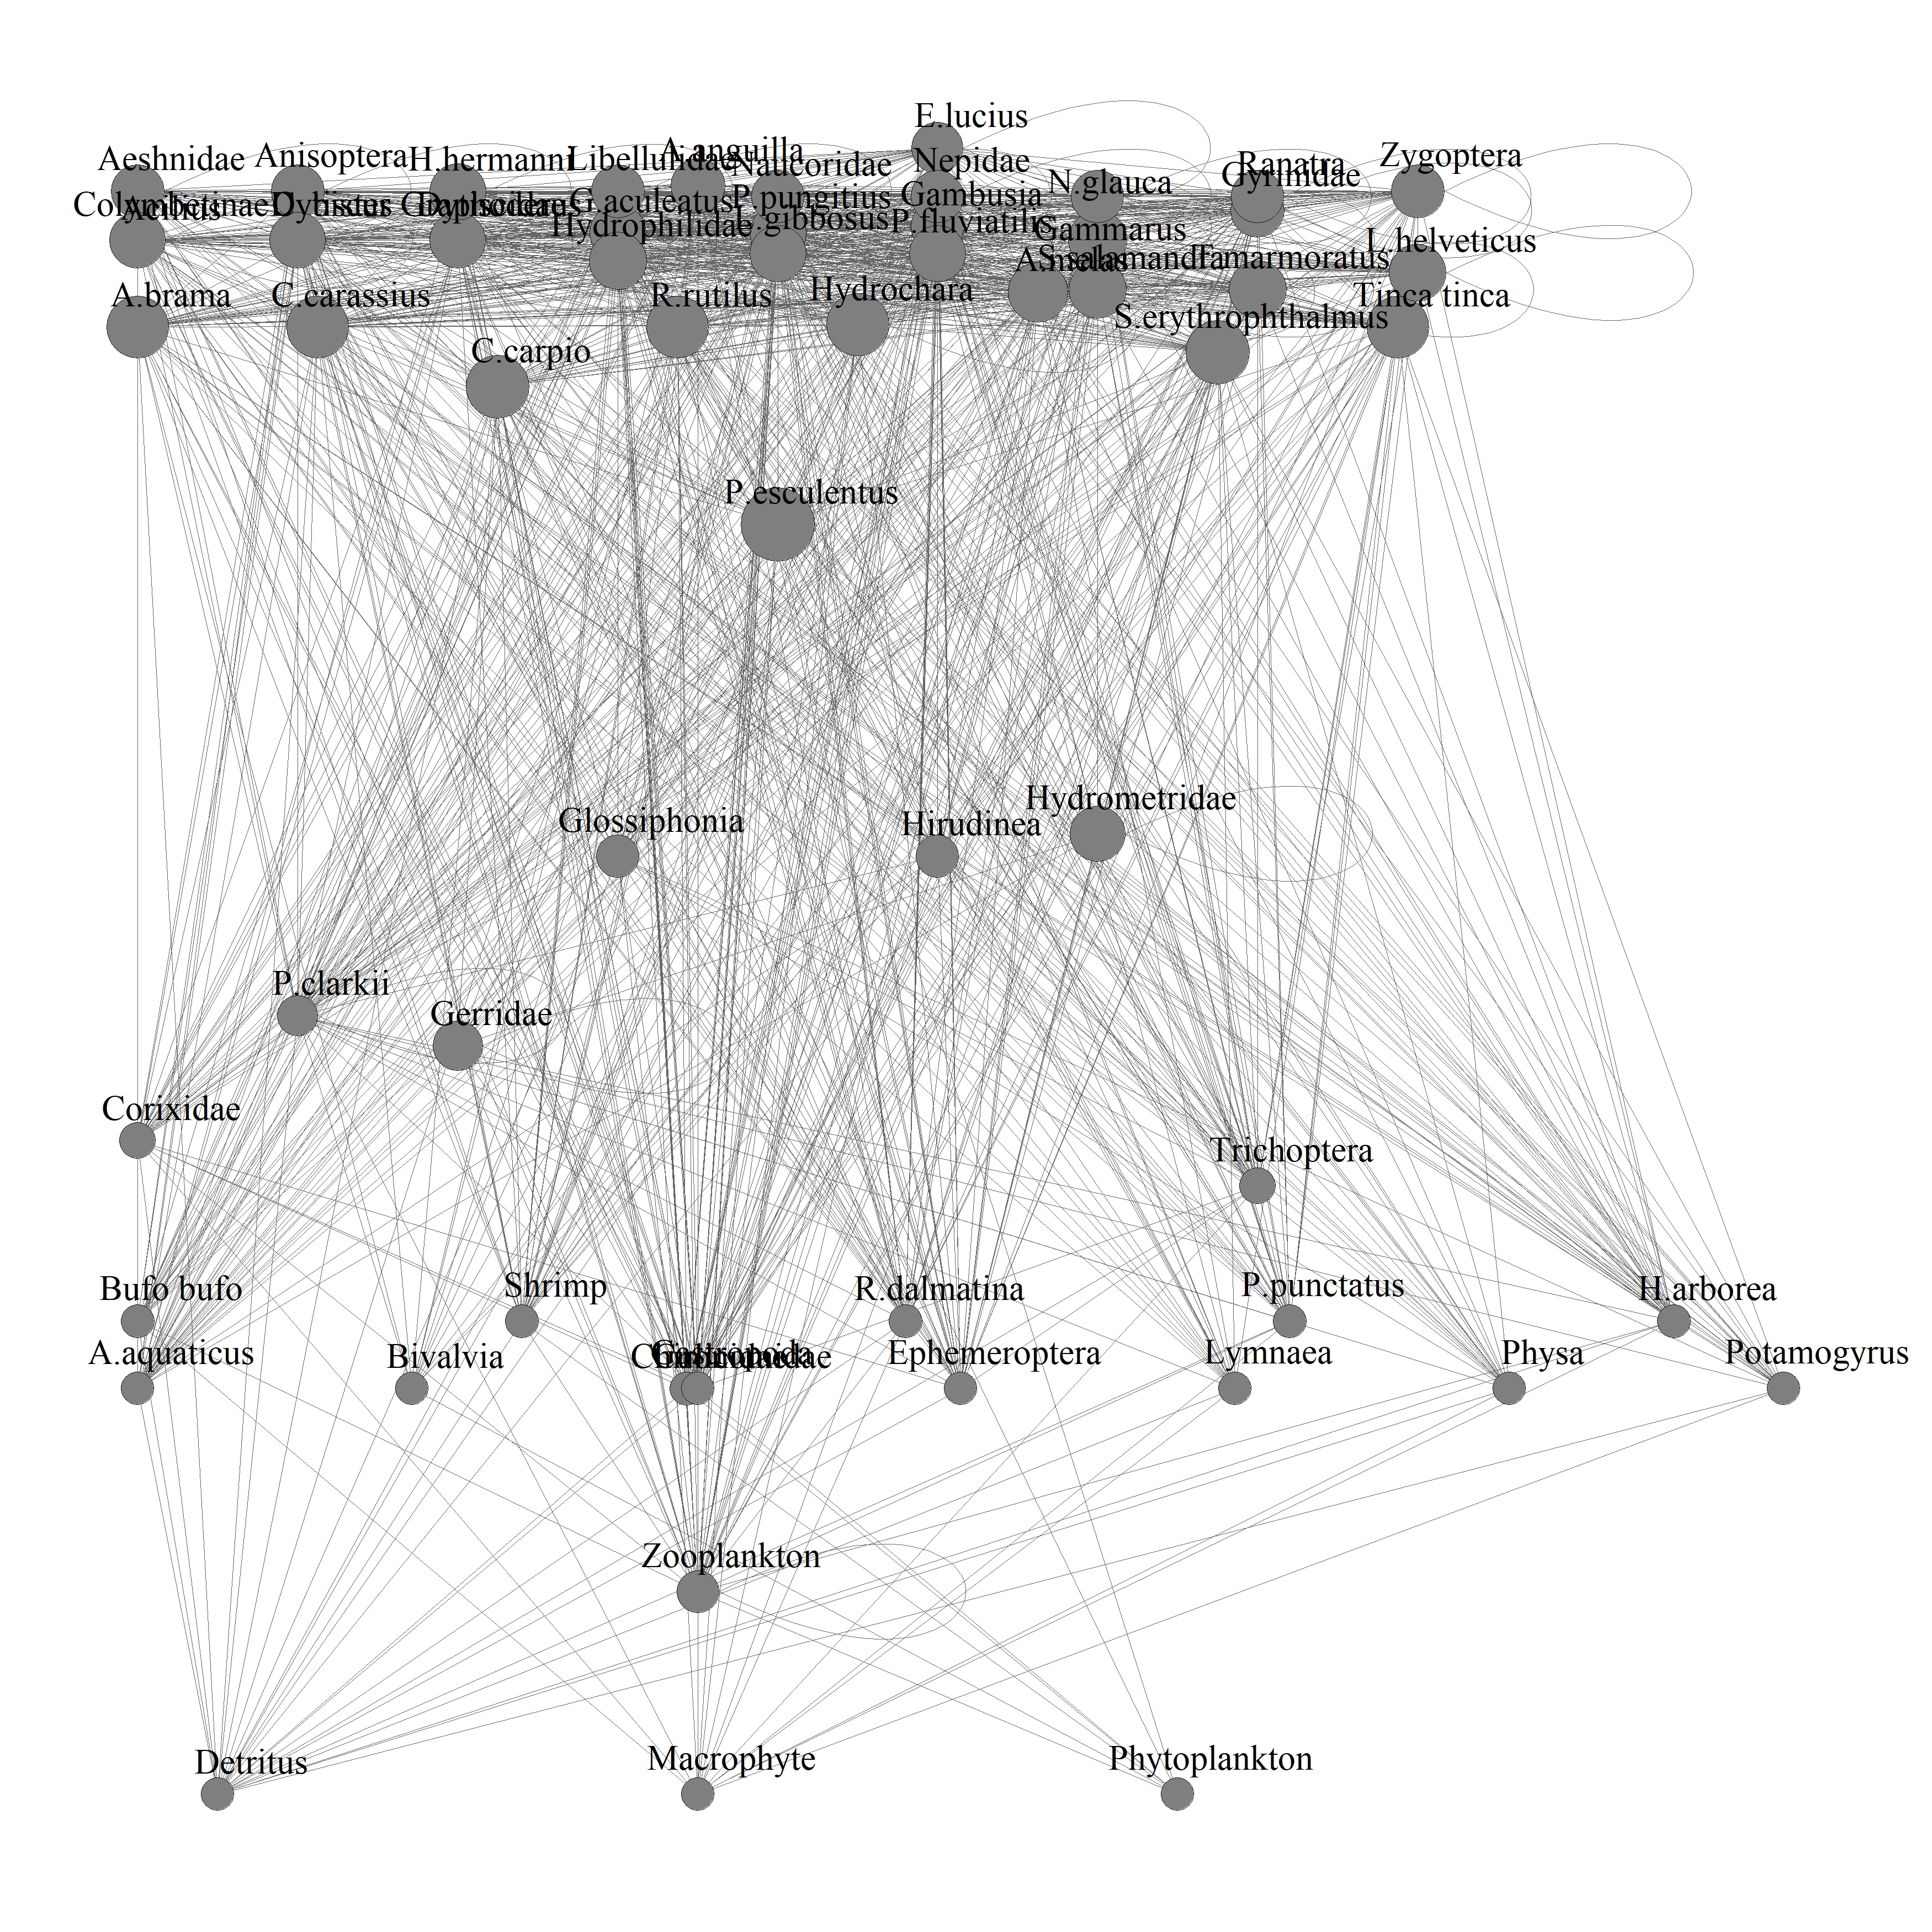 E.lucius
Aeshnidae
Anisoptera
H.hermanni
Libellulidae
A.anguilla
Naucoridae
Nepidae
N.glauca
Ranatra
Gyrinidae
Zygoptera
Colymbetinae
Acilius
Cybister
G.aculeatus
P.pungitius
Gambusia
Hydrophilidae
L.gibbosus
P.fluviatilis
Gammarus
L.helveticus
A.melas
S.salamandra
T.marmoratus
A.brama
C.carassius
R.rutilus
Hydrochara
S.erythrophthalmus
Tinca tinca
C.carpio
P.esculentus
Glossiphonia
Hirudinea
Hydrometridae
P.clarkii
Gerridae
Corixidae
Trichoptera
Bufo bufo
Shrimp
R.dalmatina
P.punctatus
H.arborea
A.aquaticus
Bivalvia
Gastropoda
Ephemeroptera
Lymnaea
Physa
Potamogyrus
Zooplankton
Detritus
Macrophyte
Phytoplankton